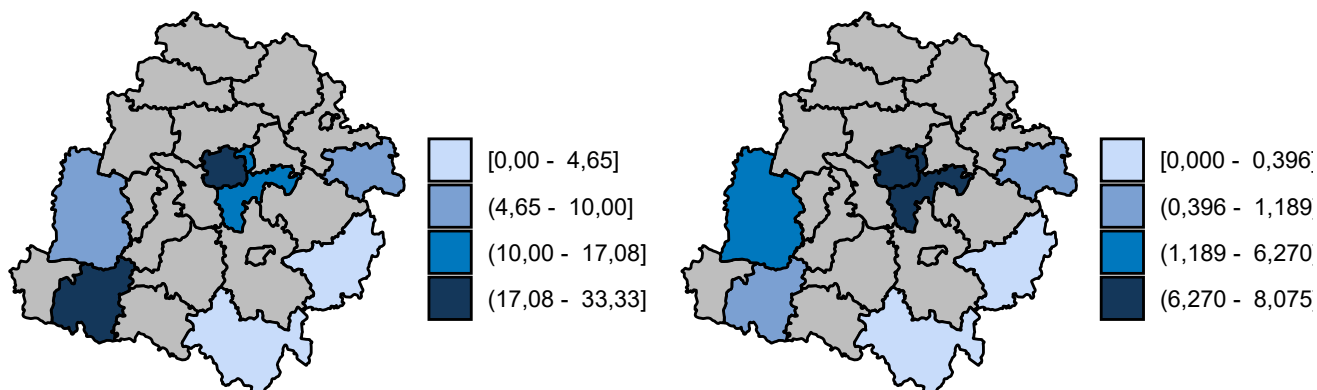 [0,00 - 4,65]
(4,65 - 10,00]
(10,00 - 17,08]
(17,08 - 33,33]
[0,000 - 0,396]
(0,396 - 1,189]
(1,189 - 6,270]
(6,270 - 8,075]